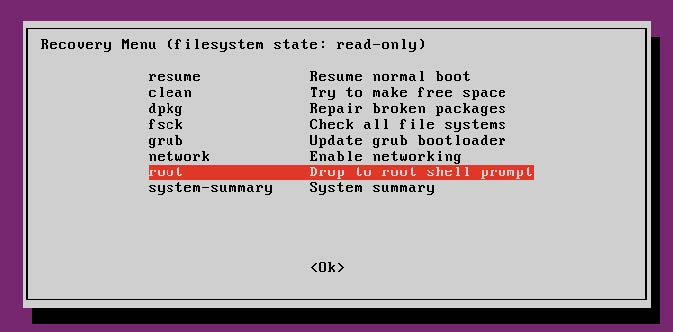 Recovery Menu (filesystem state: read-only)
resume Resume normal boot
clean Try to make free space
dpkg Repair broken packages
fsck Check all file systems
grub Update grub bootloader
network Enable networking
root Drop to root shell prompt
system-summary System summary
<Ok>